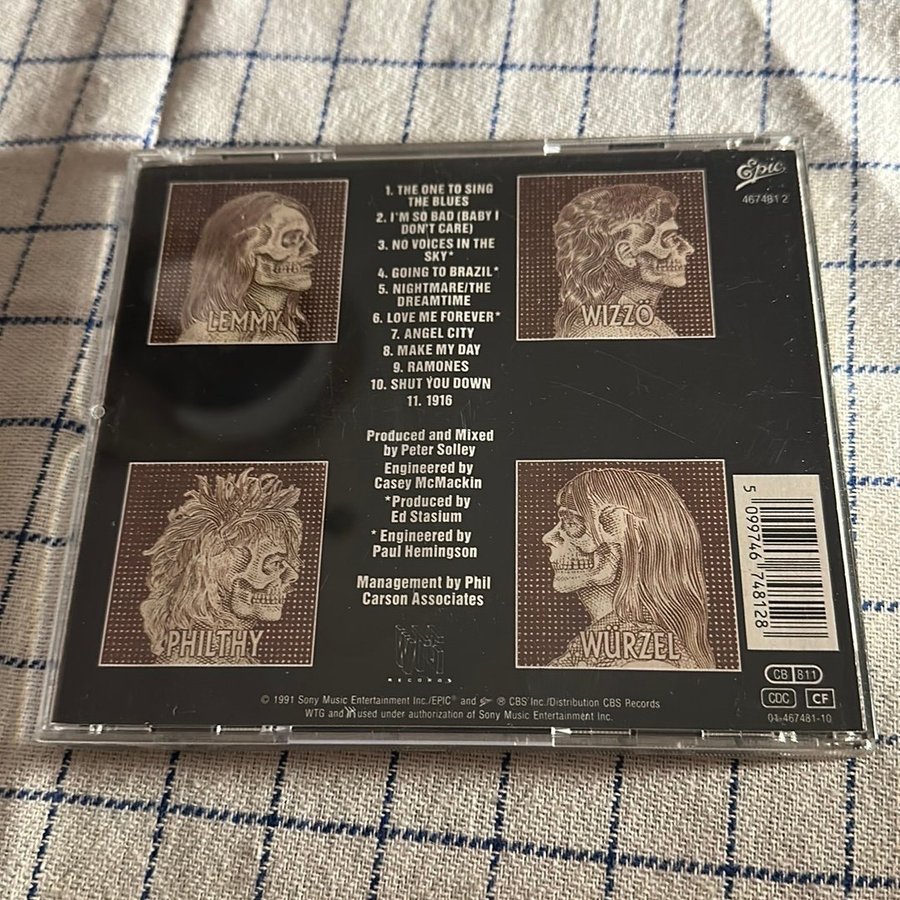 LEMMY
1. THE ONE TO SING
THE BLUES
2. I'M SO BAD (BABY I
DON'T CARE)
3. NO VOICES IN THE
SKY*
4. GOING TO BRAZIL*
5. NIGHTMARE/THE
DREAMTIME
6. LOVE ME FOREVER*
7. ANGEL CITY
8. MAKE MY DAY
9. RAMONES
10. SHUT YOU DOWN
11. 1916
WIZZÖ
Epic
467481 2
Produced and Mixed
by Peter Solley
Engineered by
Casey McMackin
*Produced by
Ed Stasium
* Engineered by
Paul Hemingson
Management by Phil
Carson Associates
PHILTHY
WÜRZEL
5 099746 748128
WTG
RECORDS
CB 811
CDC CF
01-467481-10
© 1991 Sony Music Entertainment Inc./EPIC® and ℗ CBS Inc./Distribution CBS Records
WTG and used under authorization of Sony Music Entertainment Inc.